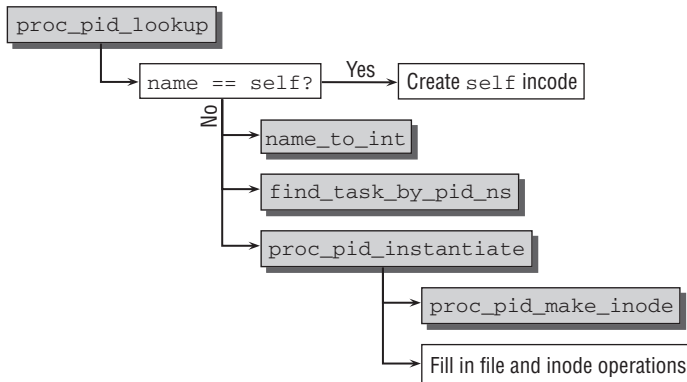 proc_pid_lookup
name == self?
Yes
Create self incode
No
name_to_int
find_task_by_pid_ns
proc_pid_instantiate
proc_pid_make_inode
Fill in file and inode operations